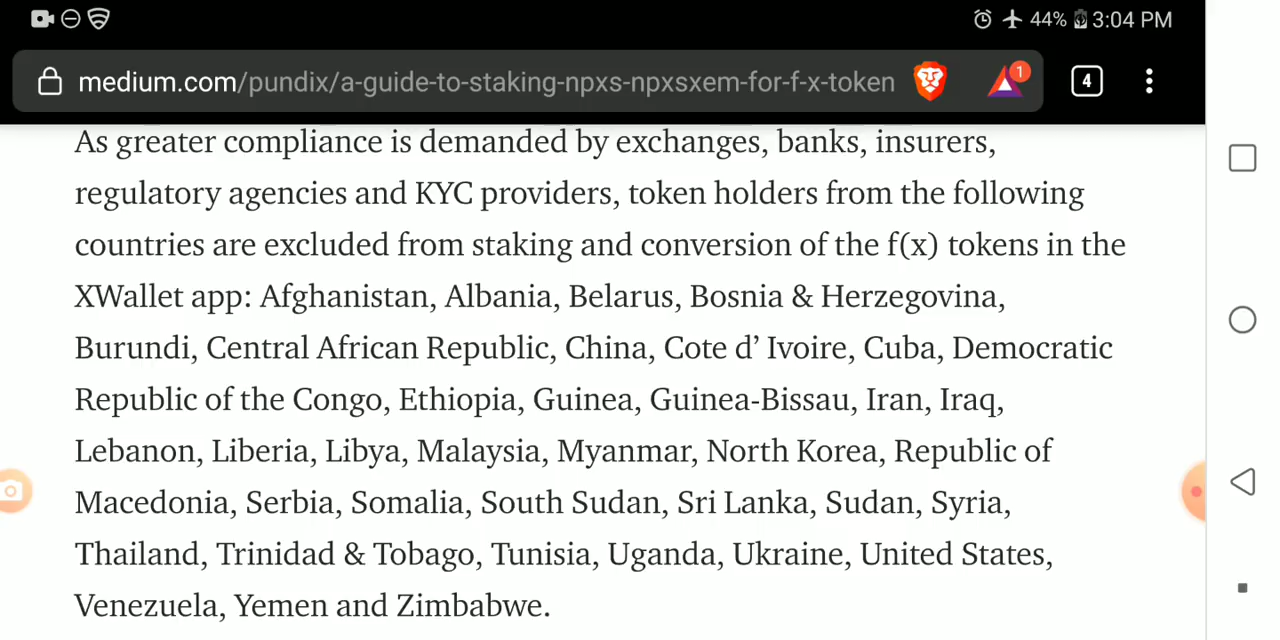 44% 3:04 PM
medium.com/pundix/a-guide-to-staking-npxs-npxsxem-for-f-x-token
1
4
As greater compliance is demanded by exchanges, banks, insurers,
regulatory agencies and KYC providers, token holders from the following
countries are excluded from staking and conversion of the f(x) tokens in the
XWallet app: Afghanistan, Albania, Belarus, Bosnia & Herzegovina,
Burundi, Central African Republic, China, Cote d’ Ivoire, Cuba, Democratic
Republic of the Congo, Ethiopia, Guinea, Guinea-Bissau, Iran, Iraq,
Lebanon, Liberia, Libya, Malaysia, Myanmar, North Korea, Republic of
Macedonia, Serbia, Somalia, South Sudan, Sri Lanka, Sudan, Syria,
Thailand, Trinidad & Tobago, Tunisia, Uganda, Ukraine, United States,
Venezuela, Yemen and Zimbabwe.